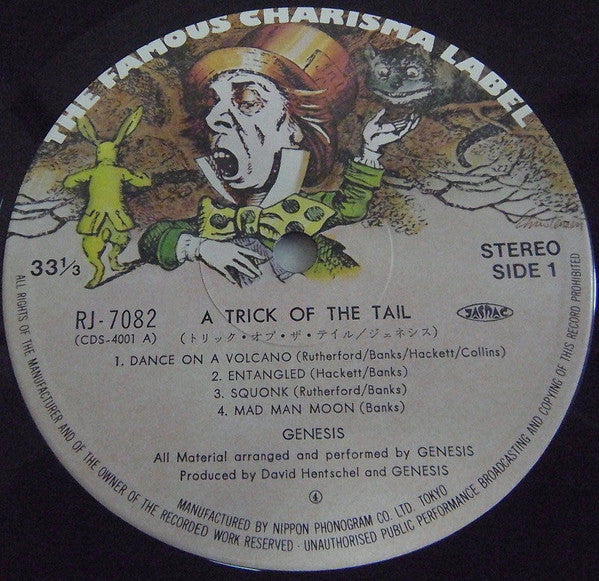 THE FAMOUS CHARISMA LABEL
33⅓
STEREO
SIDE 1
RJ-7082
(CDS-4001 A)
A TRICK OF THE TAIL
(トリック・オブ・ザ・テイル／ジェネシス)
JASRAC
1. DANCE ON A VOLCANO (Rutherford/Banks/Hackett/Collins)
2. ENTANGLED (Hackett/Banks)
3. SQUONK (Rutherford/Banks)
4. MAD MAN MOON (Banks)
GENESIS
All Material arranged and performed by GENESIS
Produced by David Hentschel and GENESIS
④
MANUFACTURED BY NIPPON PHONOGRAM CO. LTD. TOKYO
ALL RIGHTS OF THE MANUFACTURER AND OF THE OWNER OF THE RECORDED WORK RESERVED · UNAUTHORISED PUBLIC PERFORMANCE BROADCASTING AND COPYING OF THIS RECORD PROHIBITED